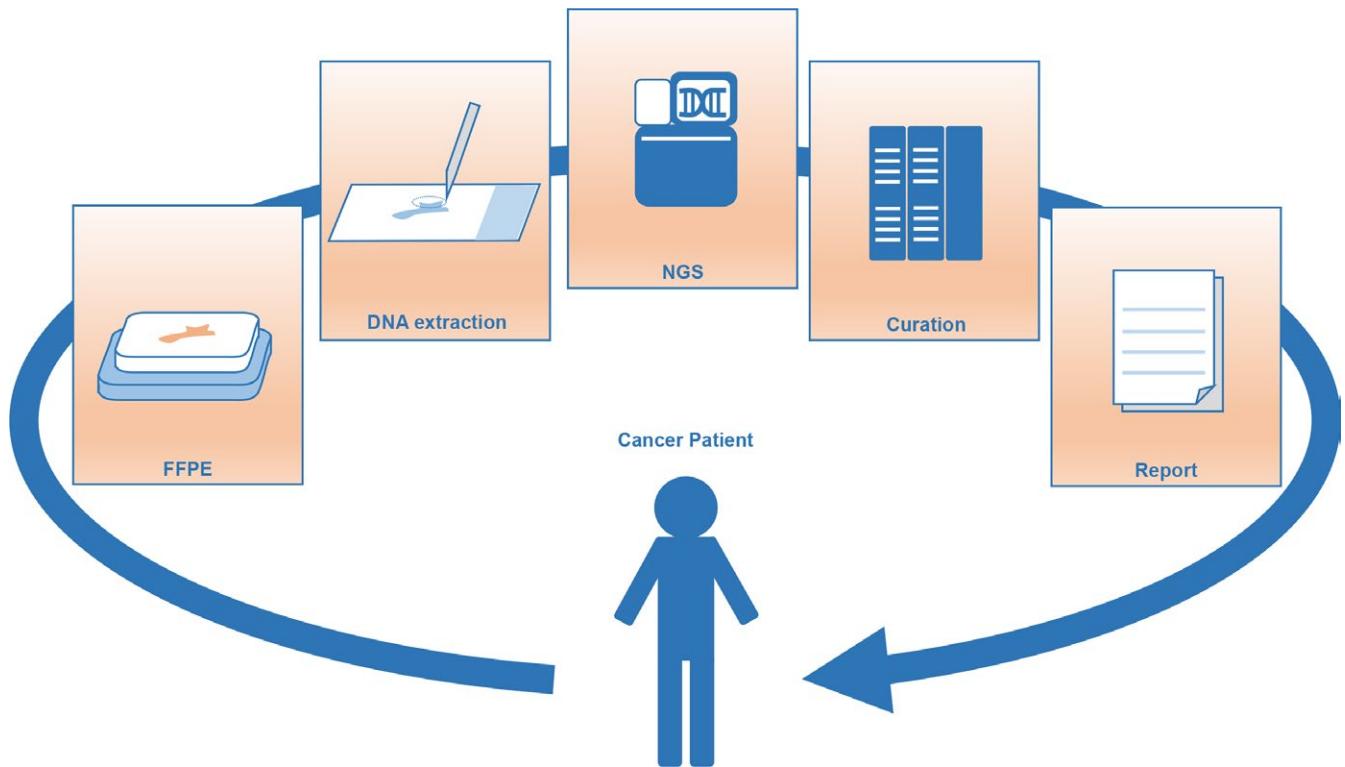 FFPE
DNA extraction
NGS
Curation
Report
Cancer Patient